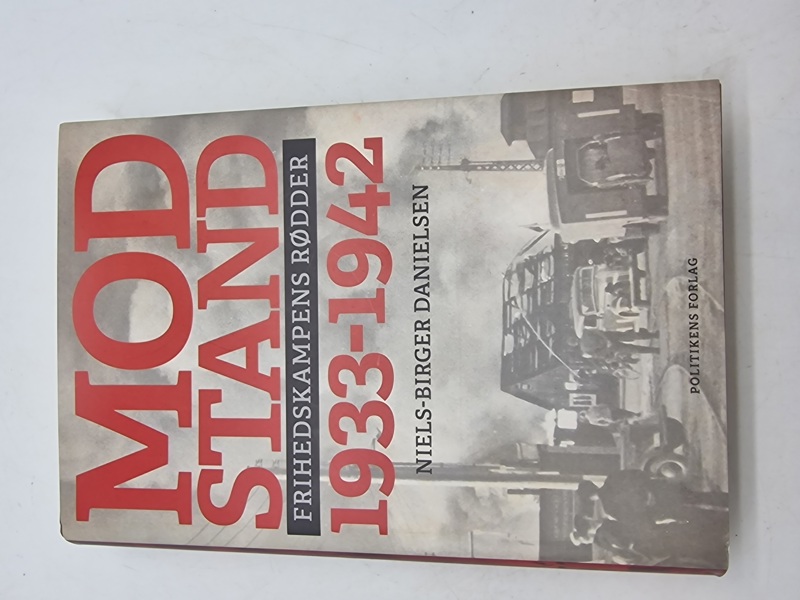 MOD
STAND
FRIHEDSKAMPENS RØDDER
1933-1942
NIELS-BIRGER DANIELSEN
POLITIKENS FORLAG